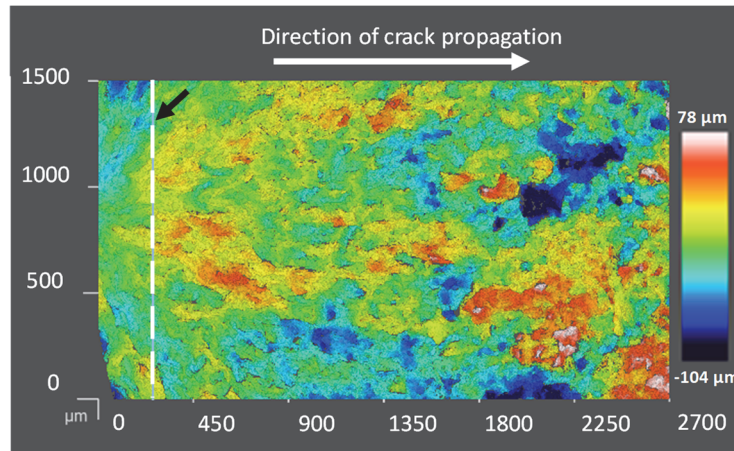 Direction of crack propagation
1500
1000
500
0
µm
0 450 900 1350 1800 2250 2700
78 µm
-104 µm